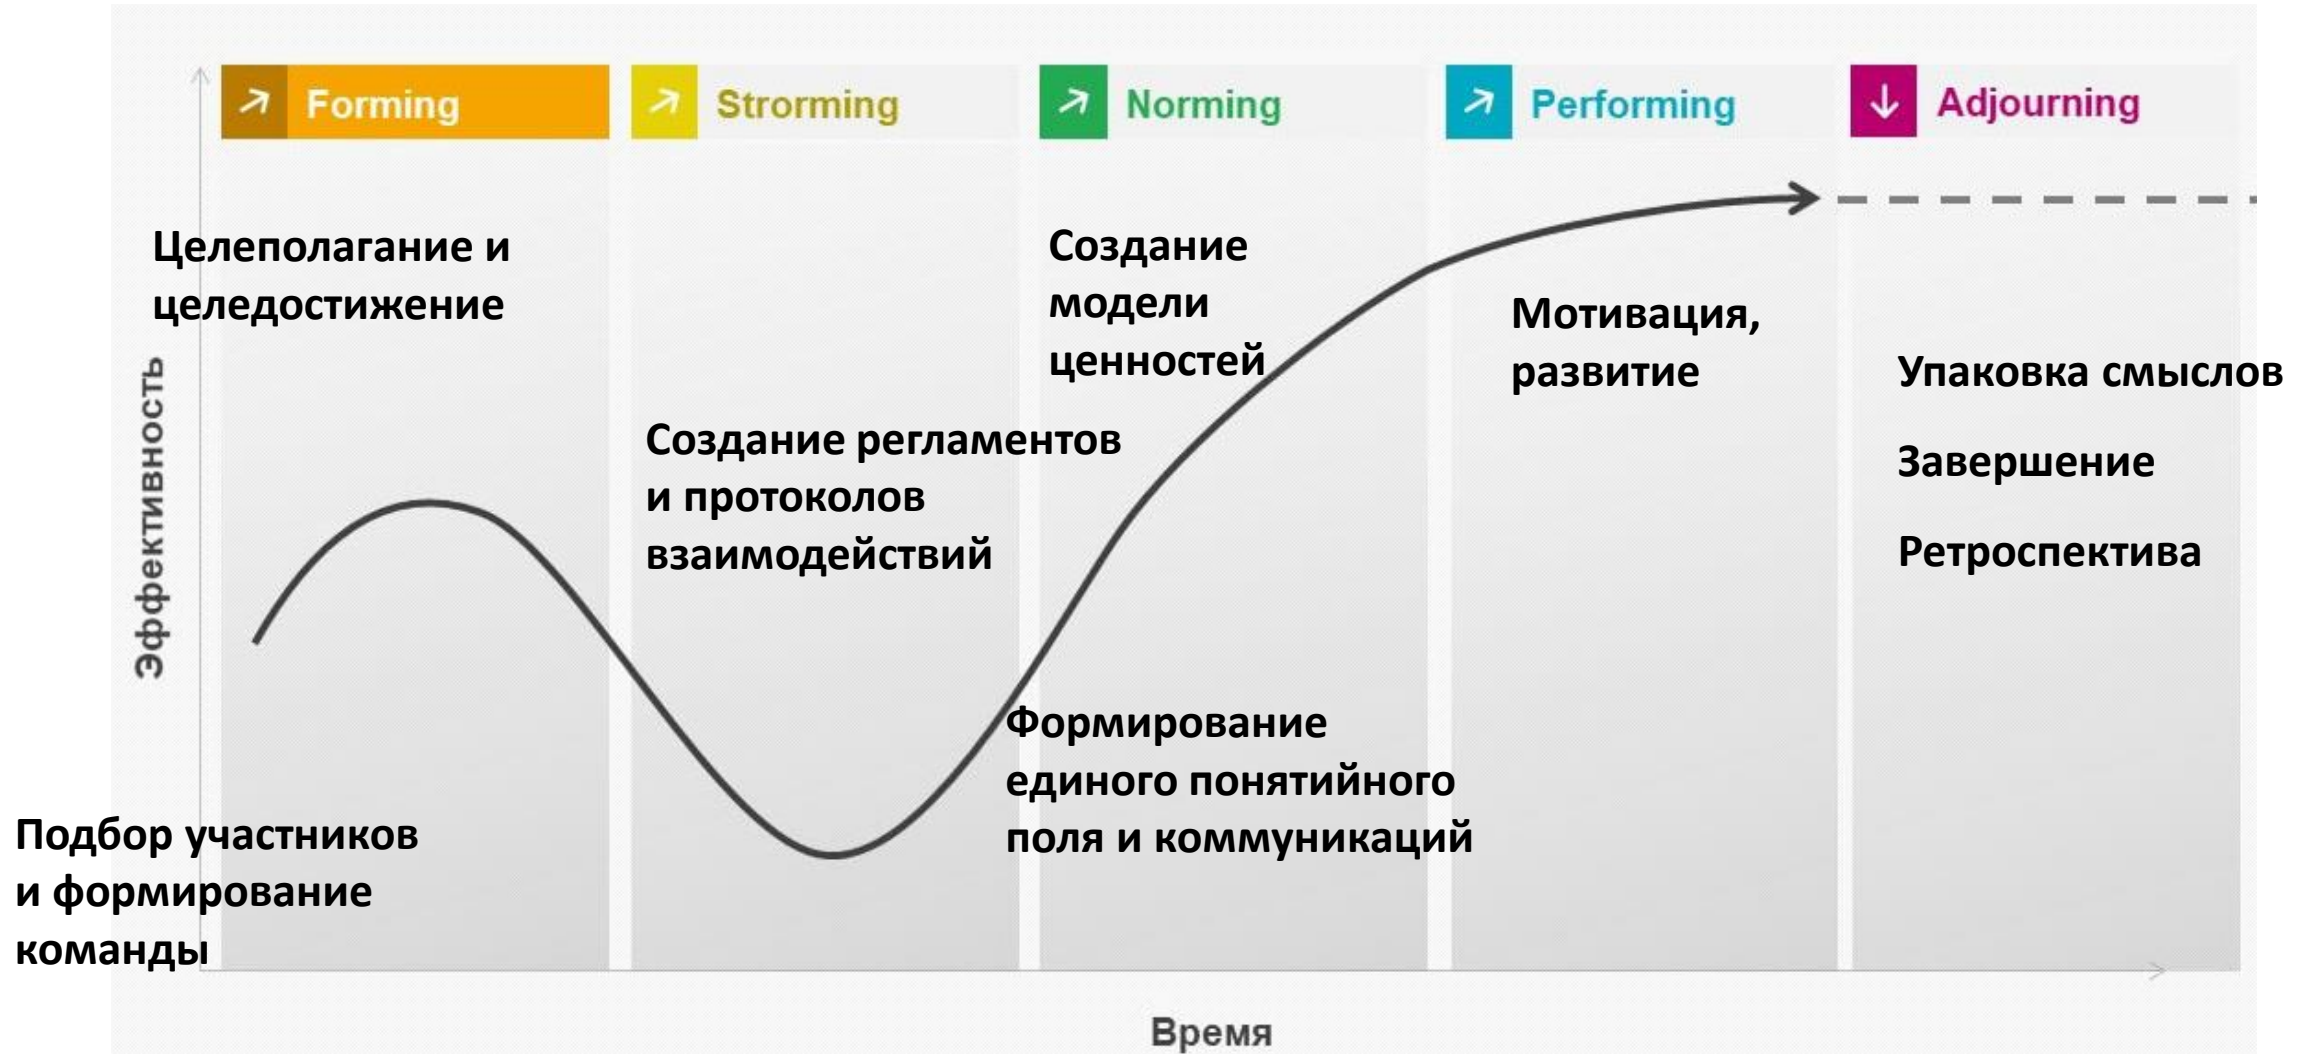 Forming
Strorming
Norming
Performing
Adjourning
Целеполагание и
целедостижение
Создание
модели
ценностей
Мотивация,
развитие
Упаковка смыслов
Завершение
Ретроспектива
Создание регламентов
и протоколов
взаимодействий
Эффективность
Формирование
единого понятийного
поля и коммуникаций
Подбор участников
и формирование
команды
Время